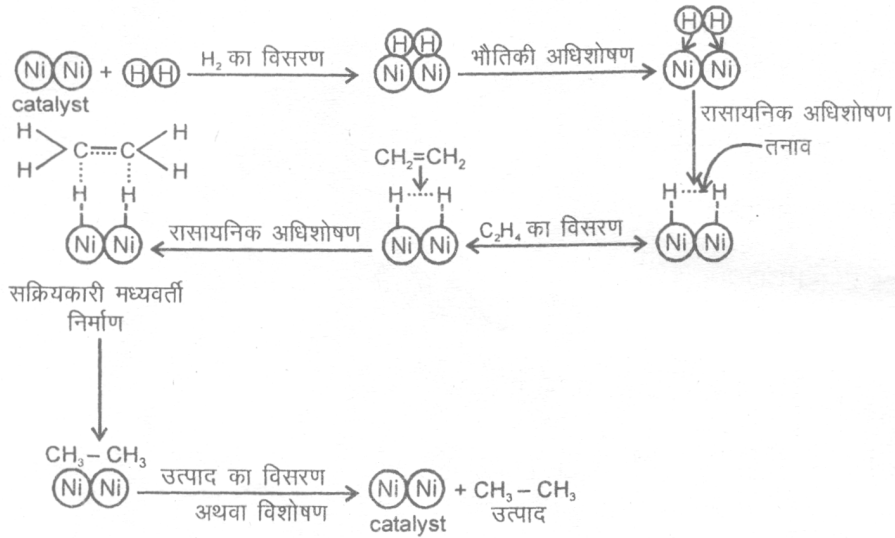 Ni Ni + H H
catalyst
H₂ का विसरण
H H
Ni Ni
भौतिकी अधिशोषण
H H
Ni Ni
रासायनिक अधिशोषण
तनाव
H H
Ni Ni
C₂H₄ का विसरण
CH₂=CH₂
H H
Ni Ni
रासायनिक अधिशोषण
H H
C C
H H
H H
Ni Ni
सक्रियकारी मध्यवर्ती
निर्माण
CH₃– CH₃
Ni Ni
उत्पाद का विसरण
अथवा विशोषण
Ni Ni + CH₃ – CH₃
catalyst
उत्पाद